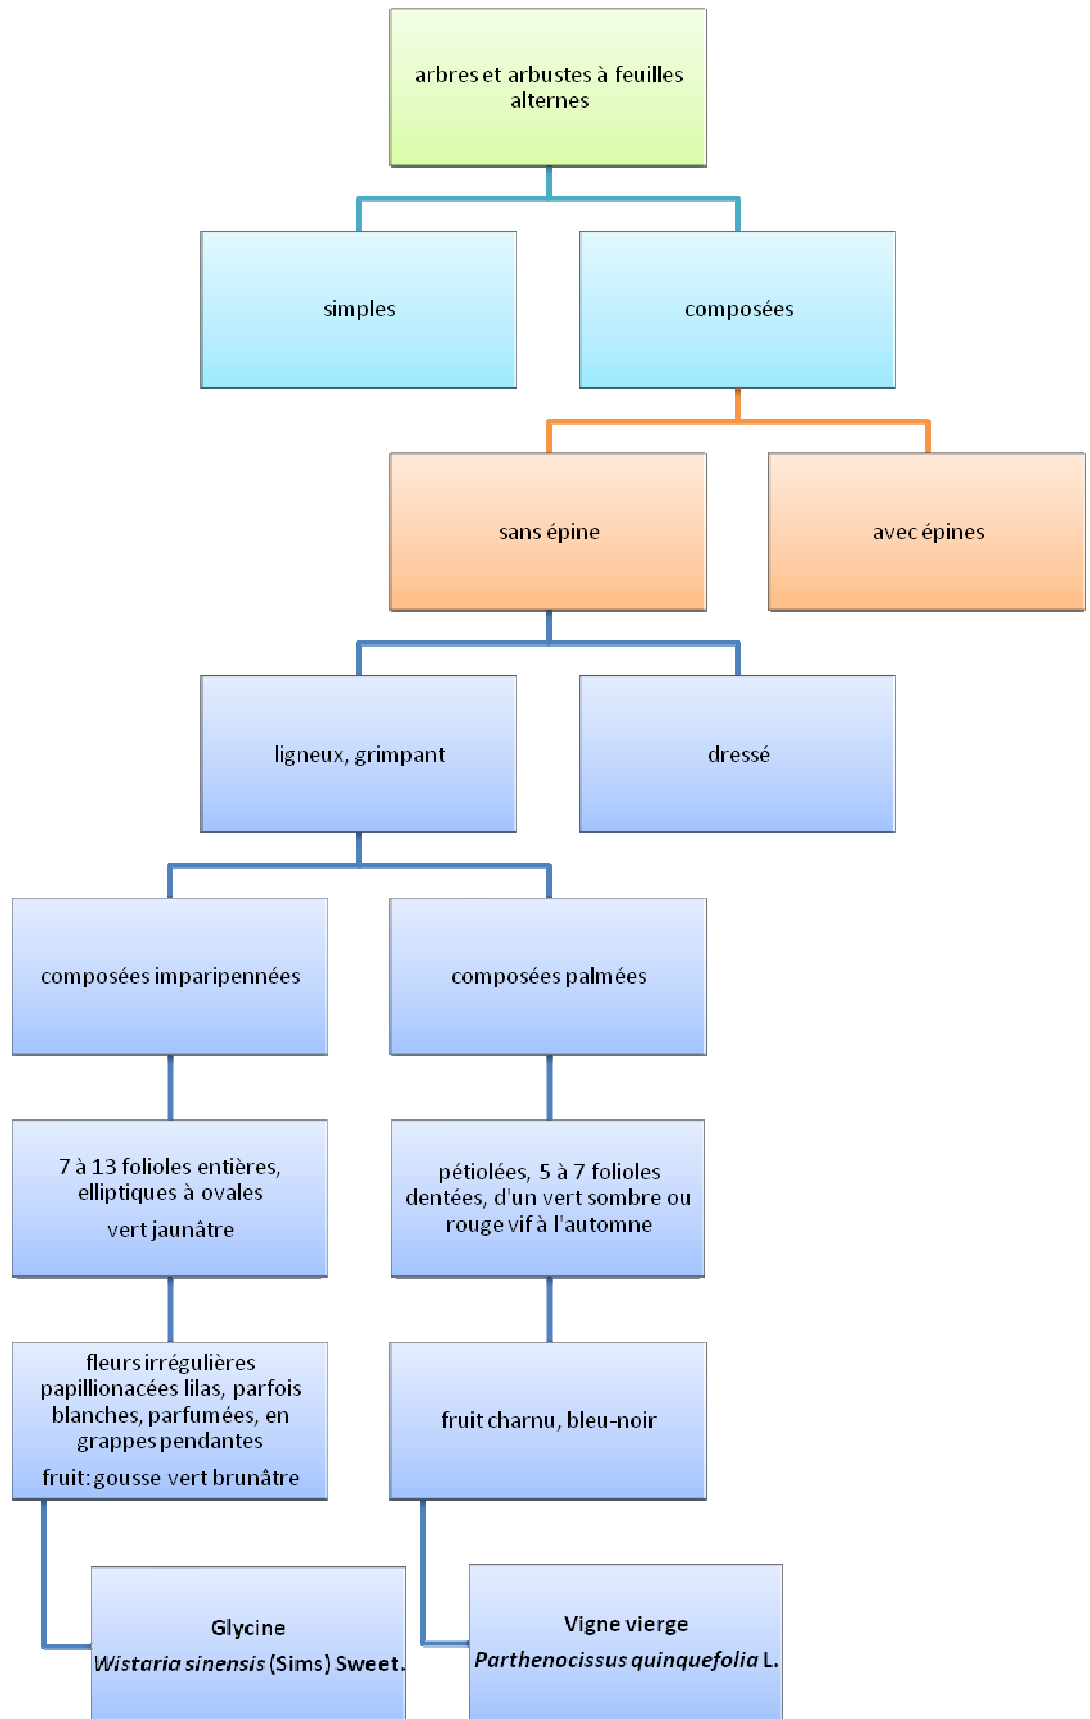 arbres et arbustes à feuilles
alternes
simples
composées
sans épine
avec épines
ligneux, grimpant
dressé
composées imparipennées
composées palmées
7 à 13 folioles entières,
elliptiques à ovales
vert jaunâtre
pétiolées, 5 à 7 folioles
dentées, d'un vert sombre ou
rouge vif à l'automne
fleurs irrégulières
papillionacées lilas, parfois
blanches, parfumées, en
grappes pendantes
fruit: gousse vert brunâtre
fruit charnu, bleu-noir
Glycine
Wistaria sinensis (Sims) Sweet.
Vigne vierge
Parthenocissus quinquefolia L.